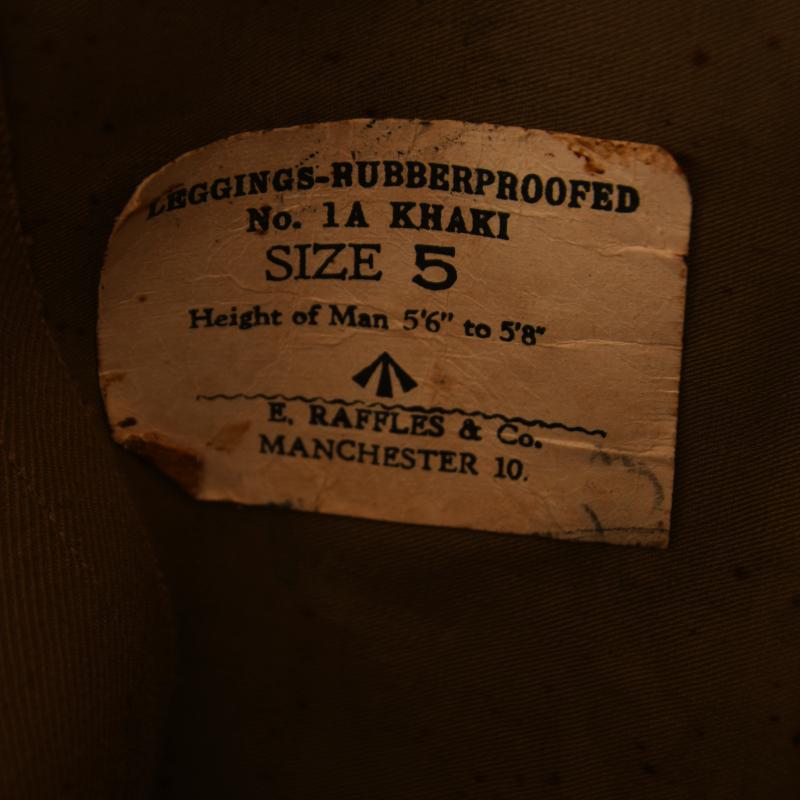 LEGGINGS-RUBBERPROOFED
No. 1A KHAKI
SIZE 5
Height of Man 5'6" to 5'8"
E. RAFFLES & Co.
MANCHESTER 10.